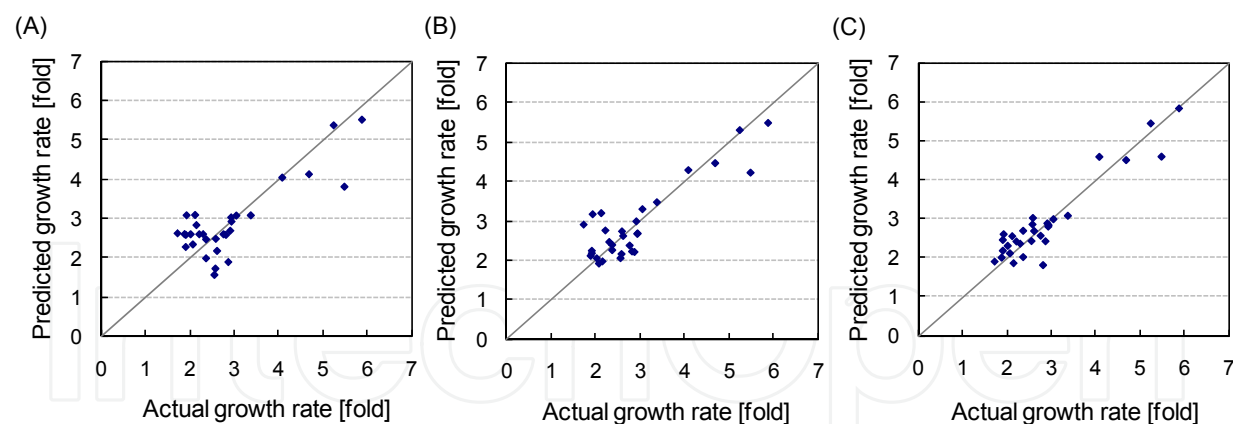 (A)
Predicted growth rate [fold]
7
6
5
4
3
2
1
0
0 1 2 3 4 5 6 7
Actual growth rate [fold]
(B)
Predicted growth rate [fold]
7
6
5
4
3
2
1
0
0 1 2 3 4 5 6 7
Actual growth rate [fold]
(C)
Predicted growth rate [fold]
7
6
5
4
3
2
1
0
0 1 2 3 4 5 6 7
Actual growth rate [fold]
intechopen